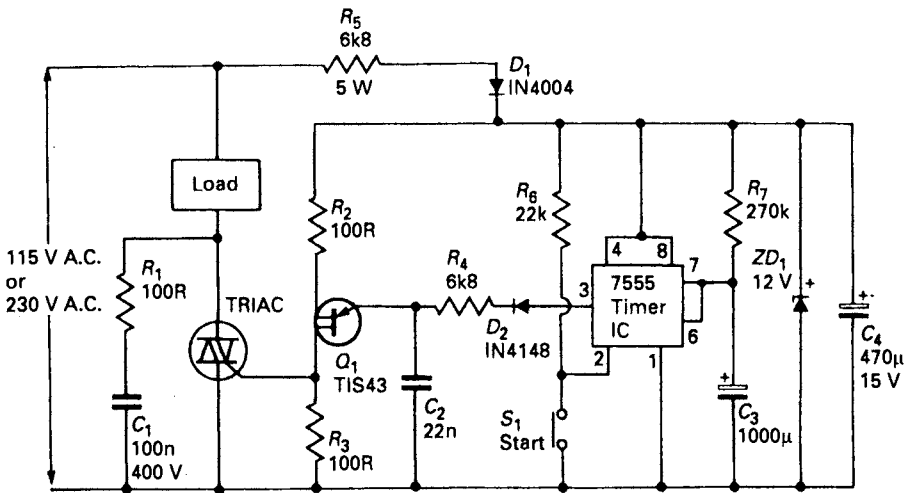 R5
6k8
5 W
D1
IN4004
Load
R2
100R
R6
22k
R7
270k
ZD1
12 V
115 V A.C.
or
230 V A.C.
R1
100R
TRIAC
R4
6k8
D2
IN4148
4
8
7555
Timer
IC
3
7
6
2
1
Q1
TIS43
C2
22n
S1
Start
C3
1000μ
C4
470μ
15 V
C1
100n
400 V
R3
100R
+
+
+-